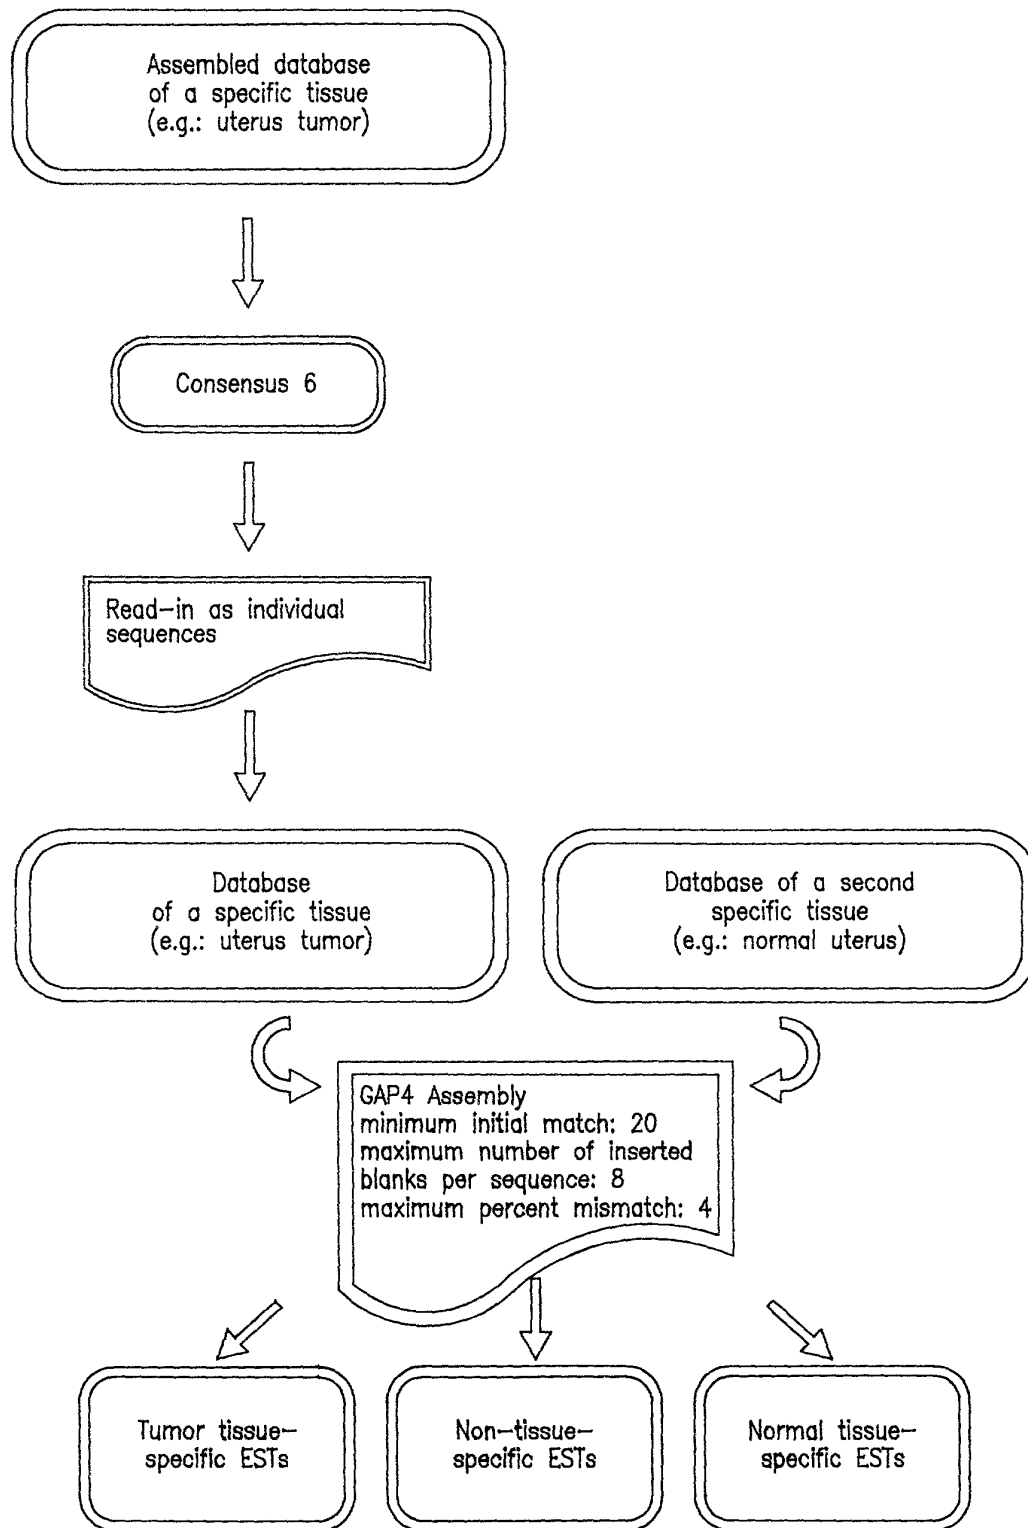 Assembled database
of a specific tissue
(e.g.: uterus tumor)
Consensus 6
Read-in as individual
sequences
Database
of a specific tissue
(e.g.: uterus tumor)
Database of a second
specific tissue
(e.g.: normal uterus)
GAP4 Assembly
minimum initial match: 20
maximum number of inserted
blanks per sequence: 8
maximum percent mismatch: 4
Tumor tissue-
specific ESTs
Non-tissue-
specific ESTs
Normal tissue-
specific ESTs